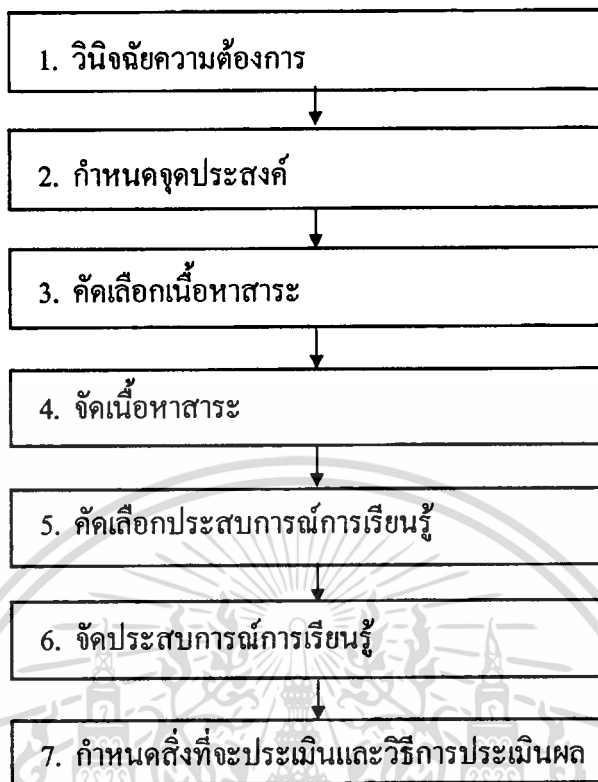 1. วินิจฉัยความต้องการ
2. กำหนดจุดประสงค์
3. คัดเลือกเนื้อหาสาระ
4. จัดเนื้อหาสาระ
5. คัดเลือกประสบการณ์การเรียนรู้
6. จัดประสบการณ์การเรียนรู้
7. กำหนดสิ่งที่จะประเมินและวิธีการประเมินผล